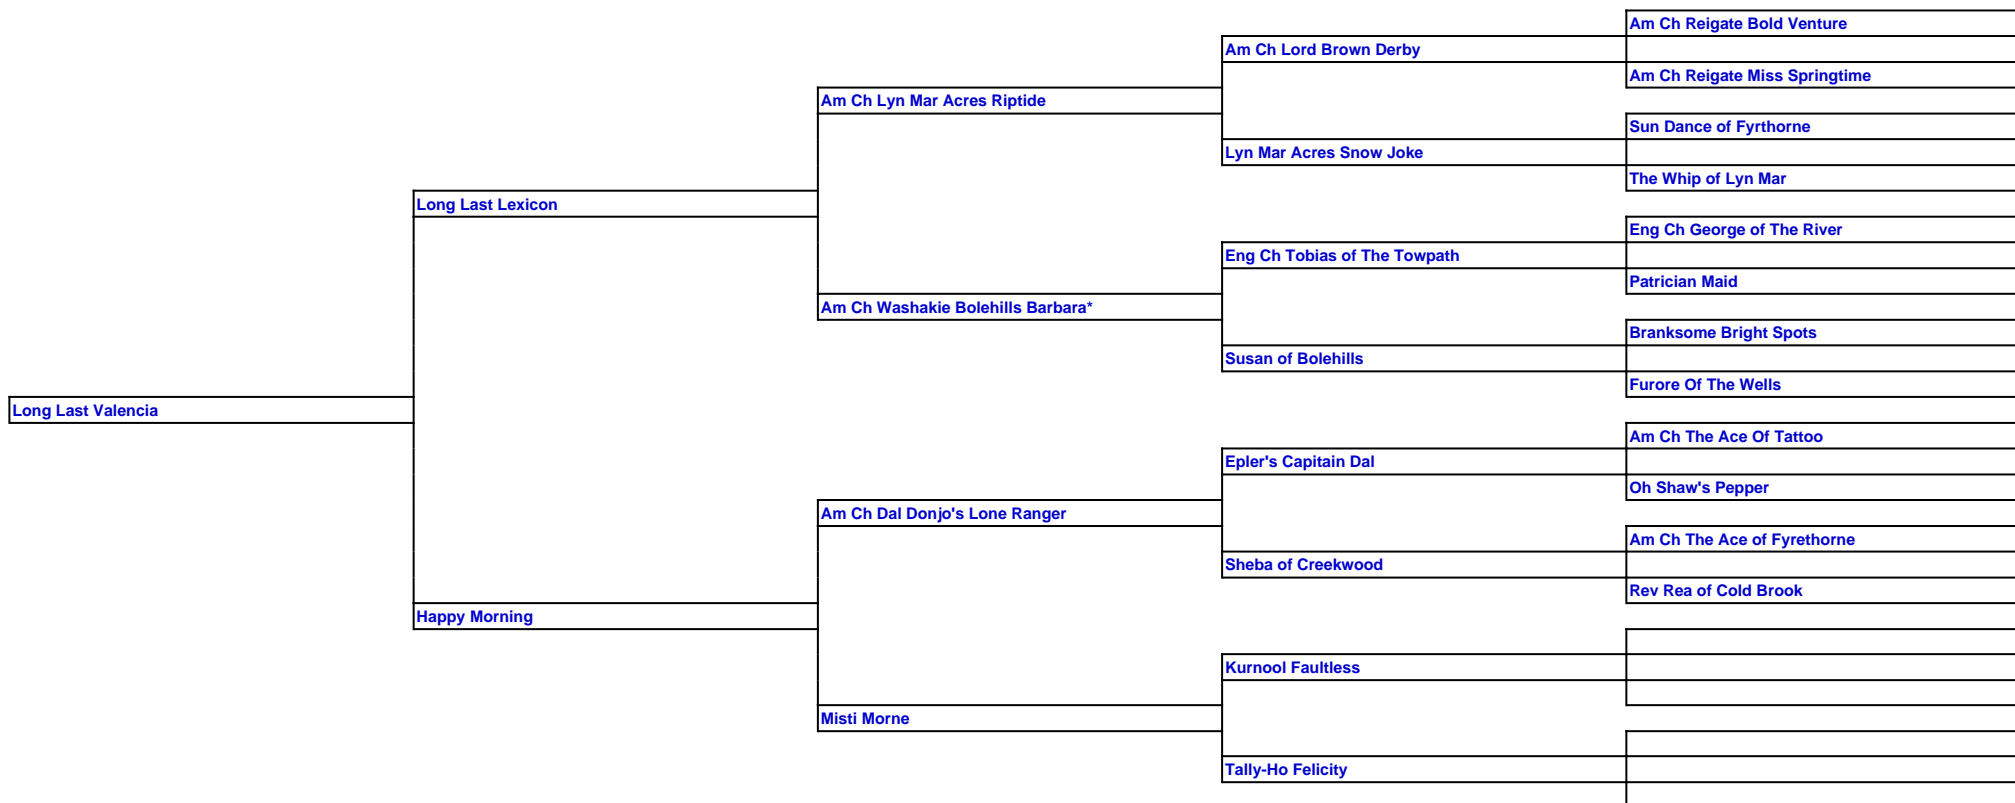 Am Ch Reigate Bold Venture
Am Ch Lord Brown Derby
Am Ch Reigate Miss Springtime
Am Ch Lyn Mar Acres Riptide
Sun Dance of Fyrthorne
Lyn Mar Acres Snow Joke
The Whip of Lyn Mar
Long Last Lexicon
Eng Ch George of The River
Eng Ch Tobias of The Towpath
Patrician Maid
Am Ch Washakie Bolehills Barbara*
Branksome Bright Spots
Susan of Bolehills
Furore Of The Wells
Long Last Valencia
Am Ch The Ace Of Tattoo
Epler's Capitain Dal
Oh Shaw's Pepper
Am Ch Dal Donjo's Lone Ranger
Am Ch The Ace of Fyrethorne
Sheba of Creekwood
Rev Rea of Cold Brook
Happy Morning
Kurnool Faultless
Misti Morne
Tally-Ho Felicity